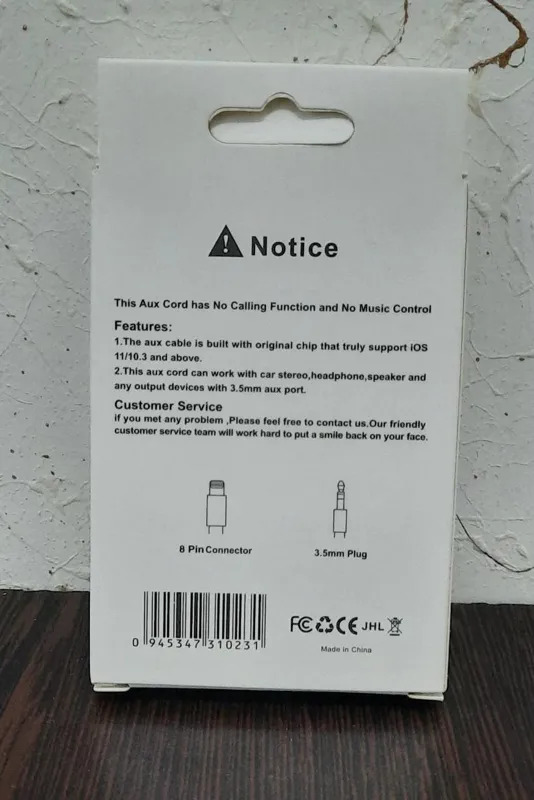 Notice
This Aux Cord has No Calling Function and No Music Control
Features:
1.The aux cable is built with original chip that truly support iOS
11/10.3 and above.
2.This aux cord can work with car stereo,headphone,speaker and
any output devices with 3.5mm aux port.
Customer Service
if you met any problem ,Please feel free to contact us.Our friendly
customer service team will work hard to put a smile back on your face.
8 Pin Connector
3.5mm Plug
0 945347 310231
FC CE JHL
Made in China